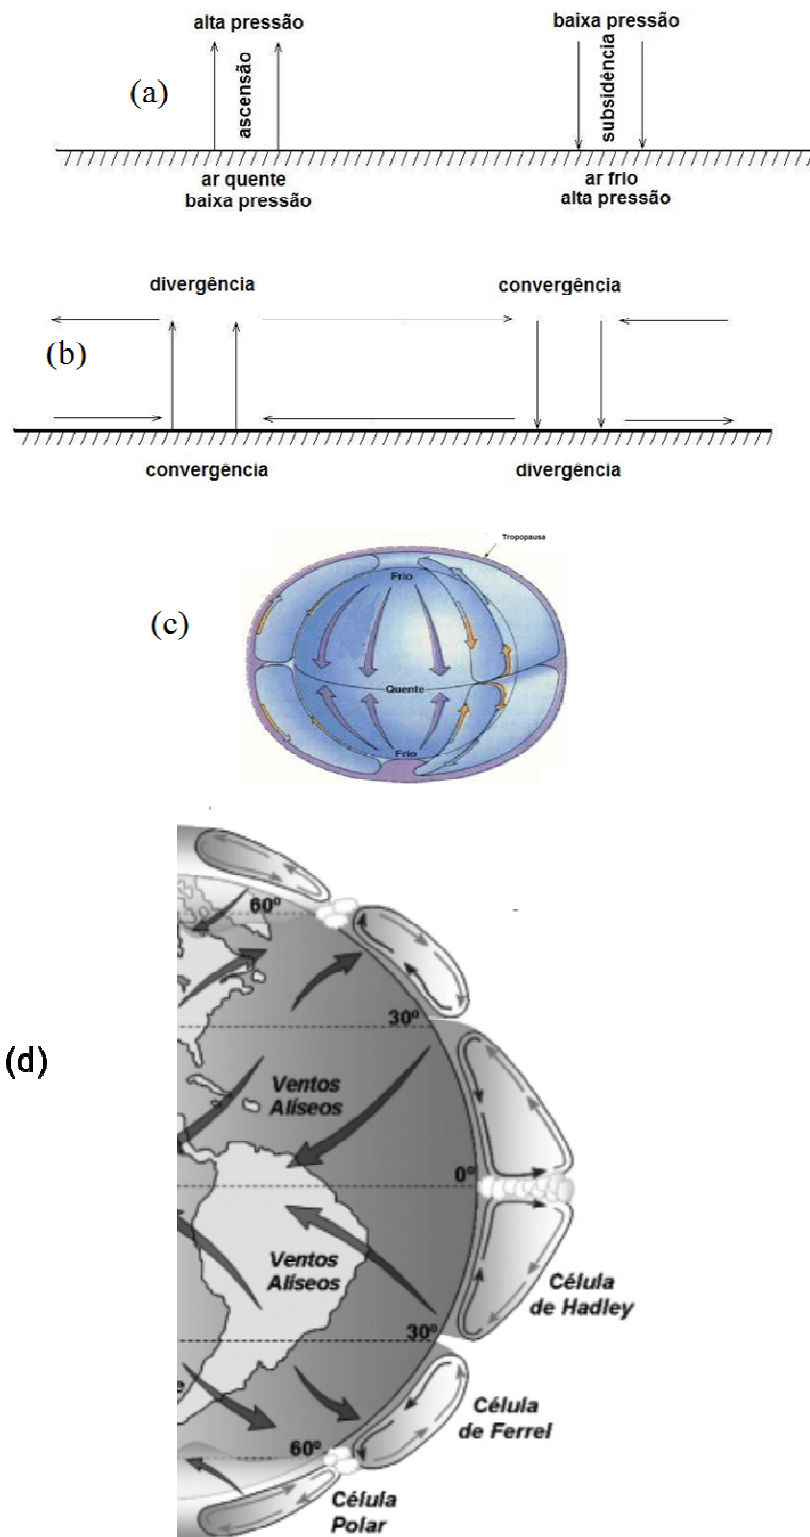 alta pressão
baixa pressão
(a)
ascensão
subsidência
ar quente
baixa pressão
ar frio
alta pressão
divergência
convergência
(b)
convergência
divergência
Tropopausa
(c)
Frio
Quente
Frio
60º
30º
(d)
Ventos
Alíseos
0º
Ventos
Alíseos
Célula
de Hadley
30º
Célula
de Ferrel
60º
Célula
Polar